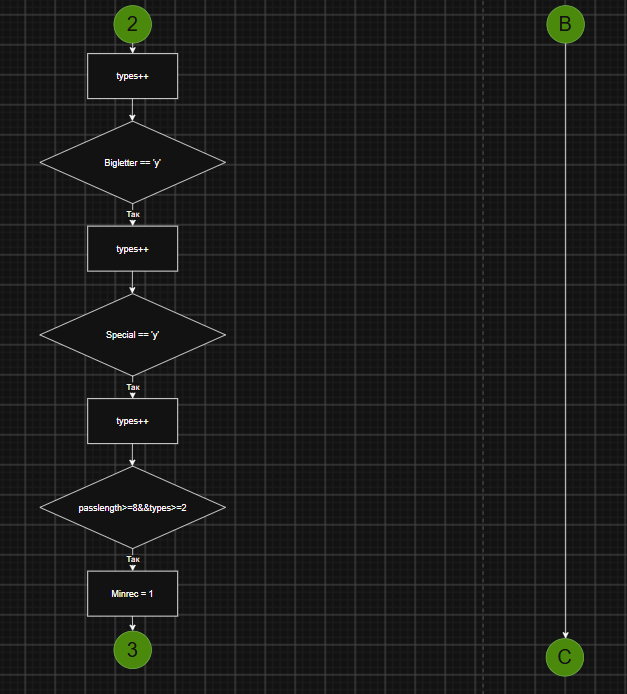 2
B
types++
Bigletter == 'y'
Так
types++
Special == 'y'
Так
types++
passlength>=8&&types>=2
Так
Minrec = 1
3
C